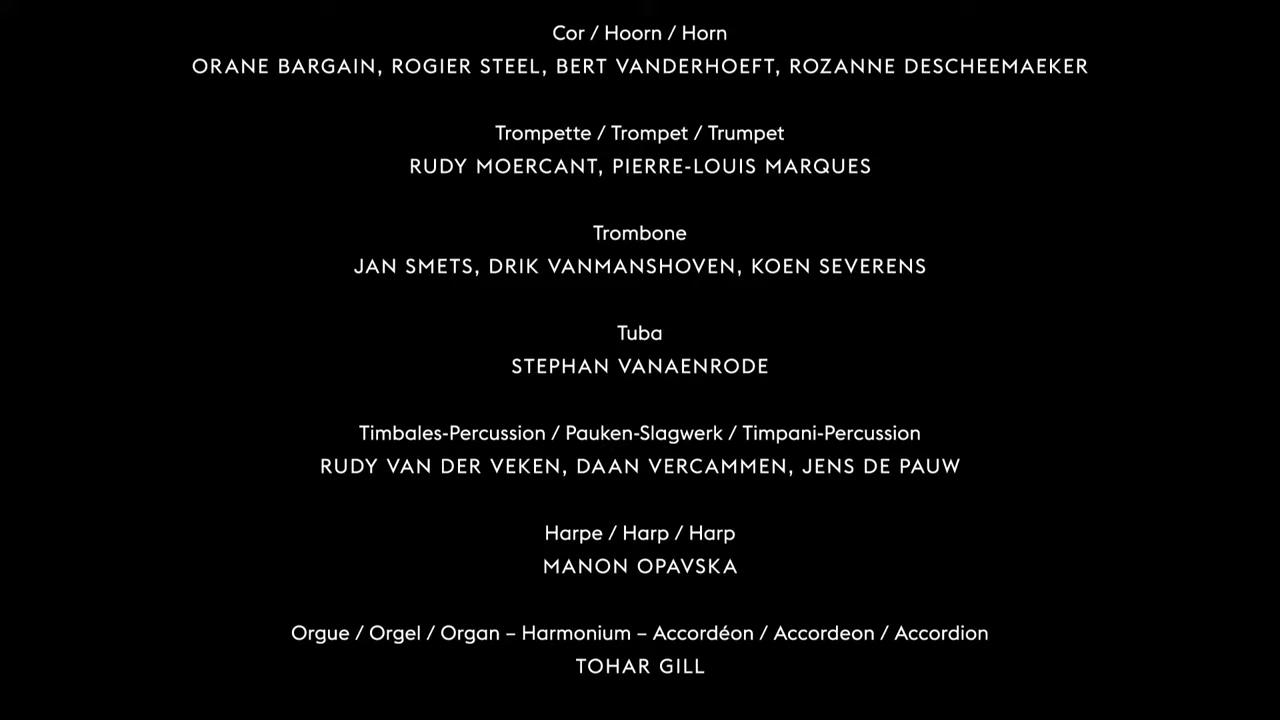 Cor / Hoorn / Horn
ORANE BARGAIN, ROGIER STEEL, BERT VANDERHOEFT, ROZANNE DESCHEEMAEKER
Trompette / Trompet / Trumpet
RUDY MOERCANT, PIERRE-LOUIS MARQUES
Trombone
JAN SMETS, DRIK VANMANSHOVEN, KOEN SEVERENS
Tuba
STEPHAN VANAENRODE
Timbales-Percussion / Pauken-Slagwerk / Timpani-Percussion
RUDY VAN DER VEKEN, DAAN VERCAMMEN, JENS DE PAUW
Harpe / Harp / Harp
MANON OPAVSKA
Orgue / Orgel / Organ – Harmonium – Accordéon / Accordeon / Accordion
TOHAR GILL